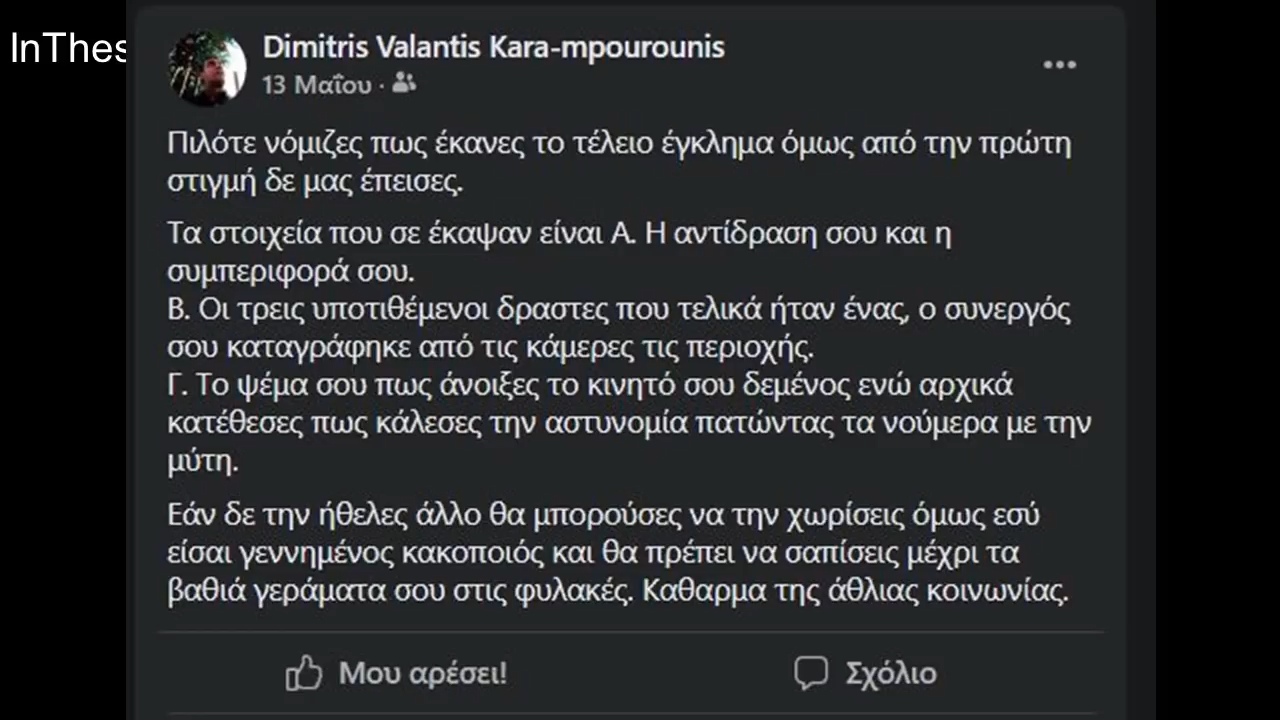 InThes
Dimitris Valantis Kara-mpourounis
13 Μαΐου ·
Πιλότε νόμιζες πως έκανες το τέλειο έγκλημα όμως από την πρώτη
στιγμή δε μας έπεισες.
Τα στοιχεία που σε έκαψαν είναι Α. Η αντίδραση σου και η
συμπεριφορά σου.
Β. Οι τρεις υποτιθέμενοι δραστες που τελικά ήταν ένας, ο συνεργός
σου καταγράφηκε από τις κάμερες τις περιοχής.
Γ. Το ψέμα σου πως άνοιξες το κινητό σου δεμένος ενώ αρχικά
κατέθεσες πως κάλεσες την αστυνομία πατώντας τα νούμερα με την
μύτη.
Εάν δε την ήθελες άλλο θα μπορούσες να την χωρίσεις όμως εσύ
είσαι γεννημένος κακοποιός και θα πρέπει να σαπίσεις μέχρι τα
βαθιά γεράματα σου στις φυλακές. Καθαρμα της άθλιας κοινωνίας.
Μου αρέσει!
Σχόλιο